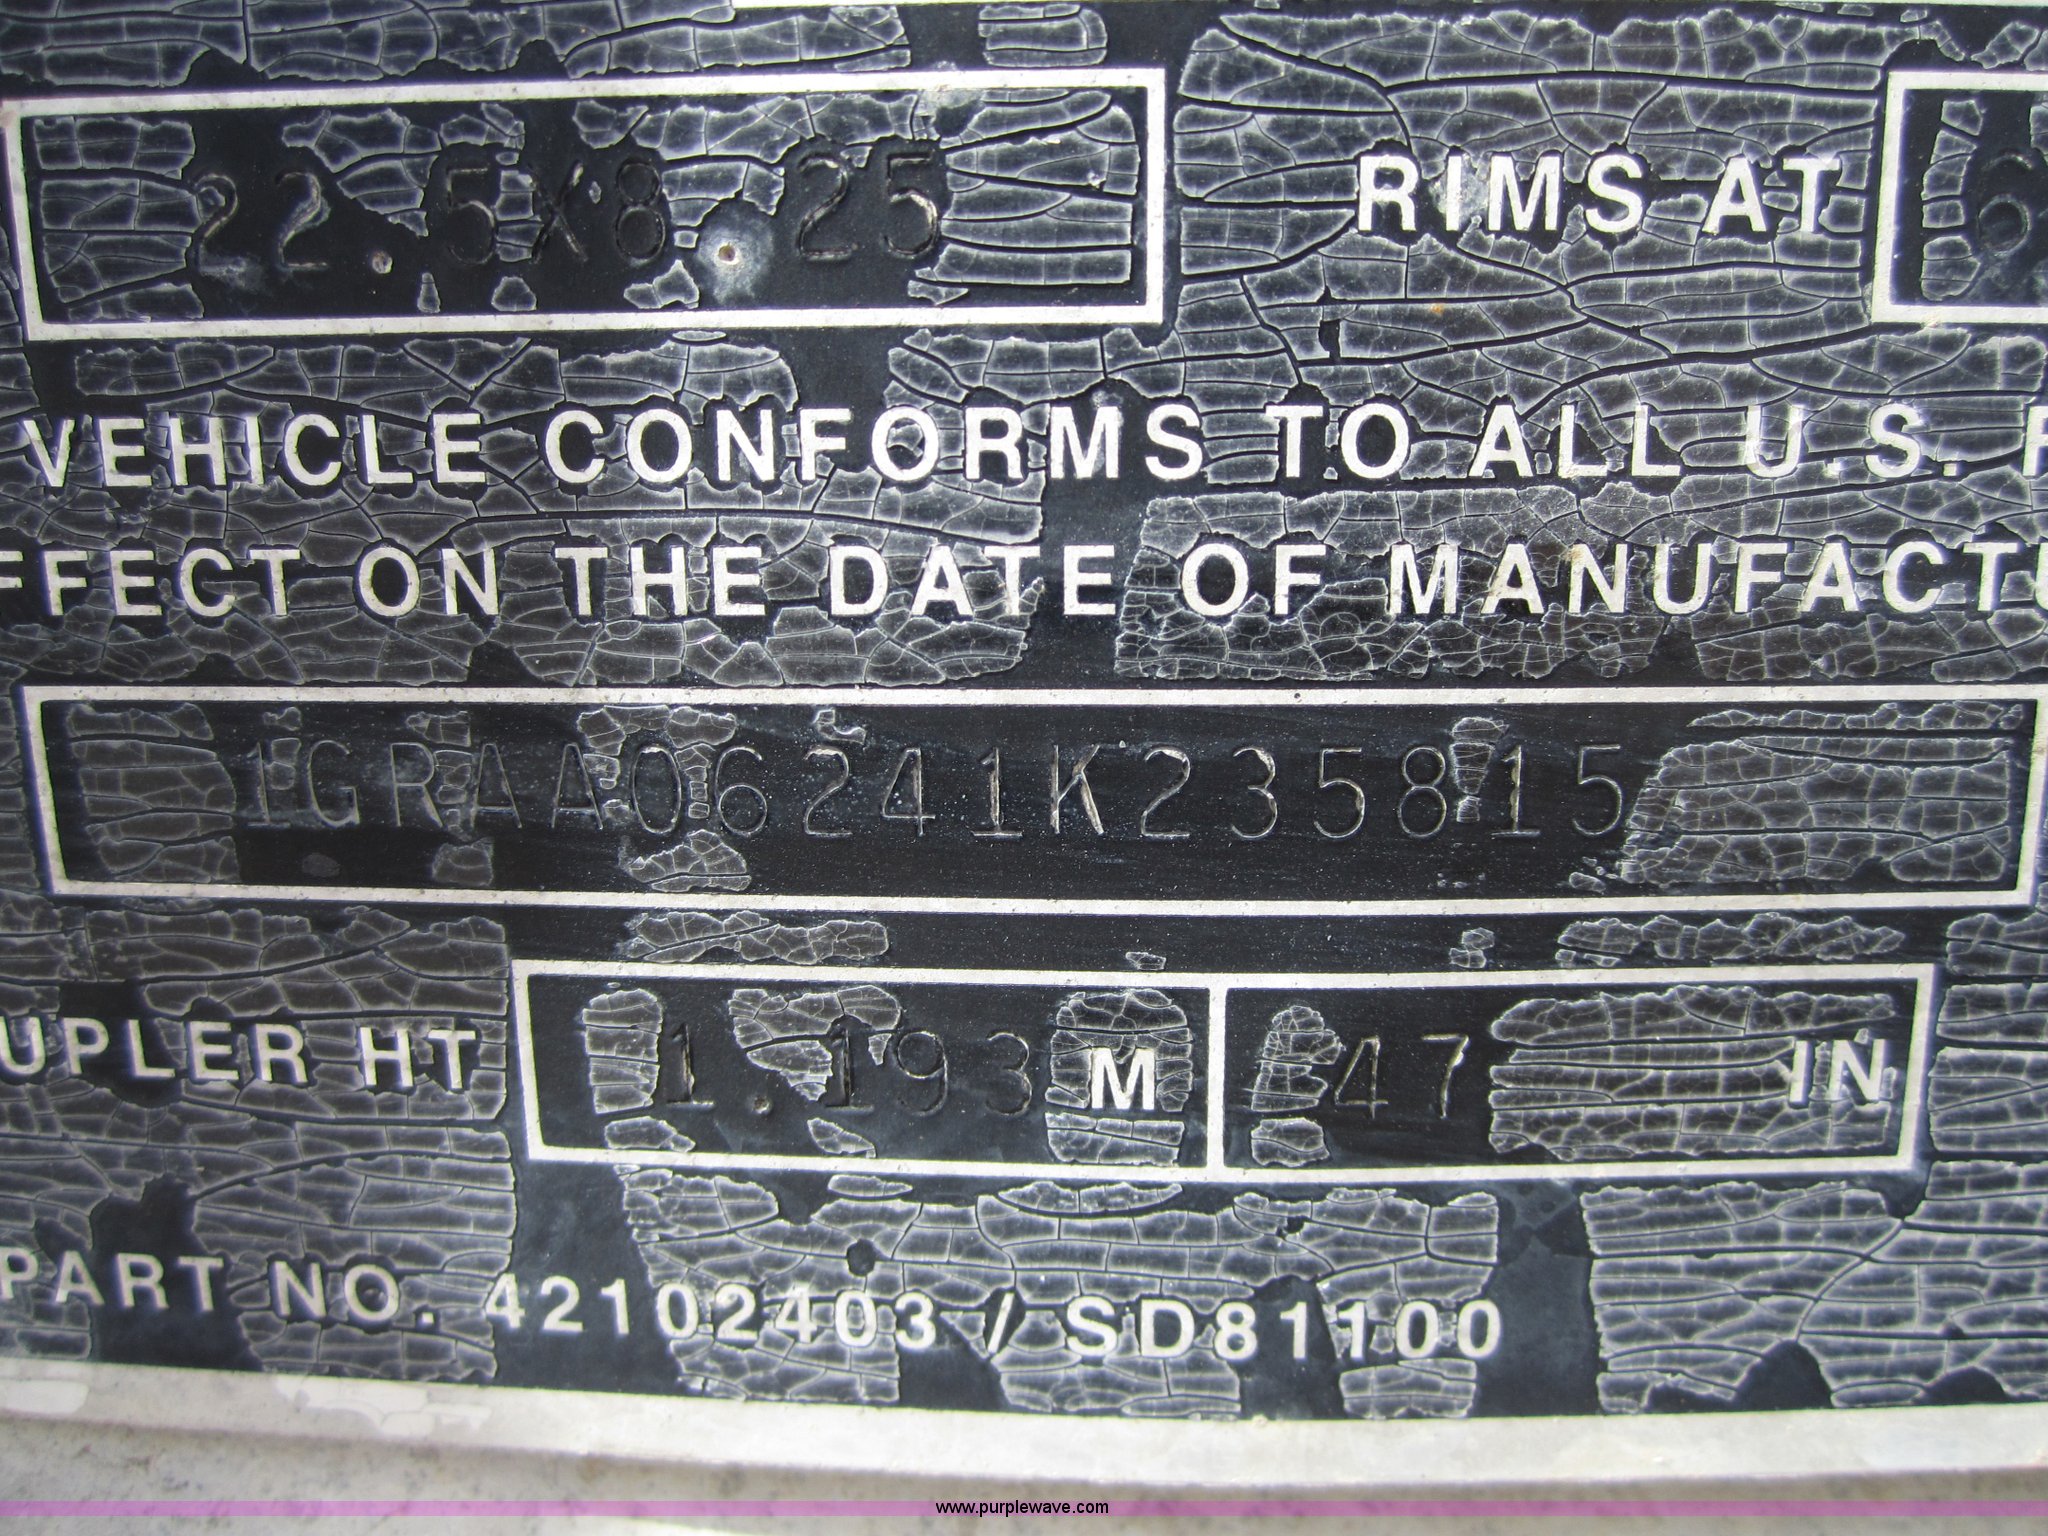 22.5X8.25 RIMS AT
VEHICLE CONFORMS TO ALL U.S.
FFECT ON THE DATE OF MANUFACTU
1GRAA06241K235815
UPLER HT 1.193 M 47 IN
PART NO. 42102403 / SD81100
www.purplewave.com